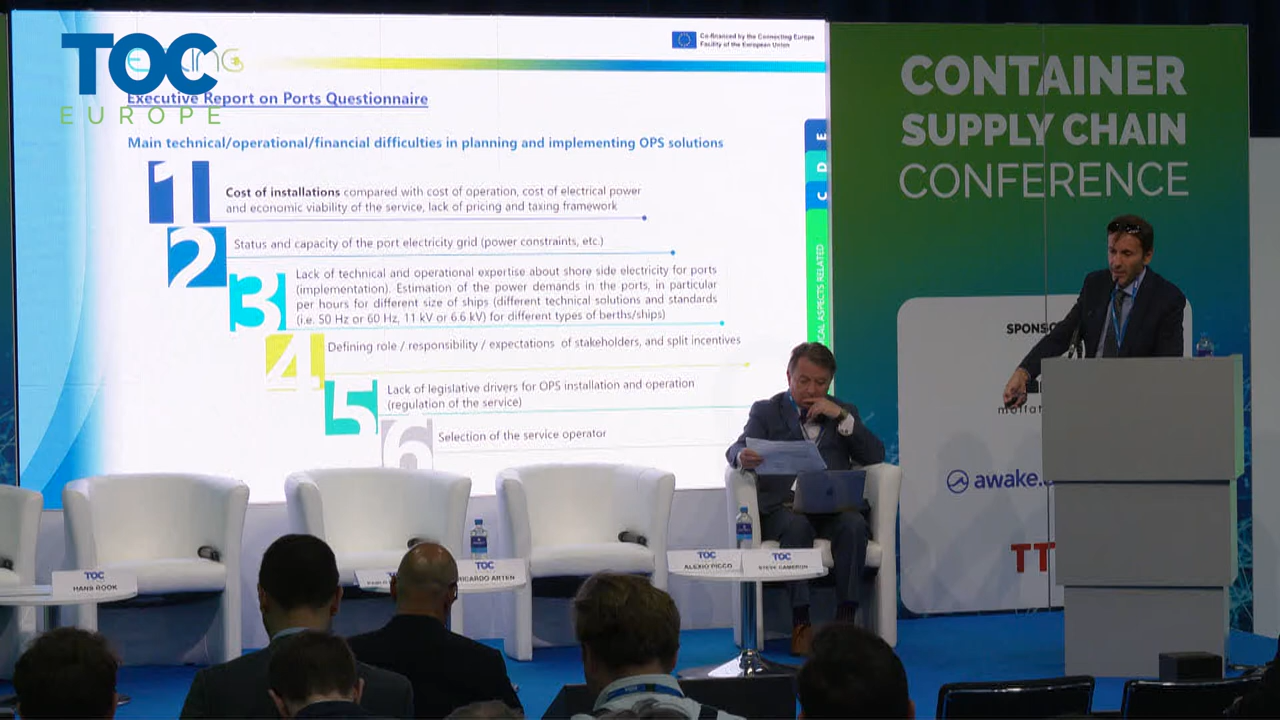 TOC
EUROPE
Co-financed by the Connecting Europe
Facility of the European Union
Executive Report on Ports Questionnaire
Main technical/operational/financial difficulties in planning and implementing OPS solutions
1
Cost of installations compared with cost of operation, cost of electrical power
and economic viability of the service, lack of pricing and taxing framework
2
Status and capacity of the port electricity grid (power constraints, etc.)
3
Lack of technical and operational expertise about shore side electricity for ports
(implementation). Estimation of the power demands in the ports, in particular
per hours for different size of ships (different technical solutions and standards
(i.e. 50 Hz or 60 Hz, 11 kV or 6.6 kV) for different types of berths/ships)
4
Defining role / responsibility / expectations of stakeholders, and split incentives
5
Lack of legislative drivers for OPS installation and operation
(regulation of the service)
6
Selection of the service operator
E
D
C
ASPECTS RELATED
CONTAINER
SUPPLY CHAIN
CONFERENCE
awake.
TT
TOC
HANS ROOK
TOC
RICARDO ARTEN
TOC
ALEXIO PICCO
TOC
STEVE CAMERON